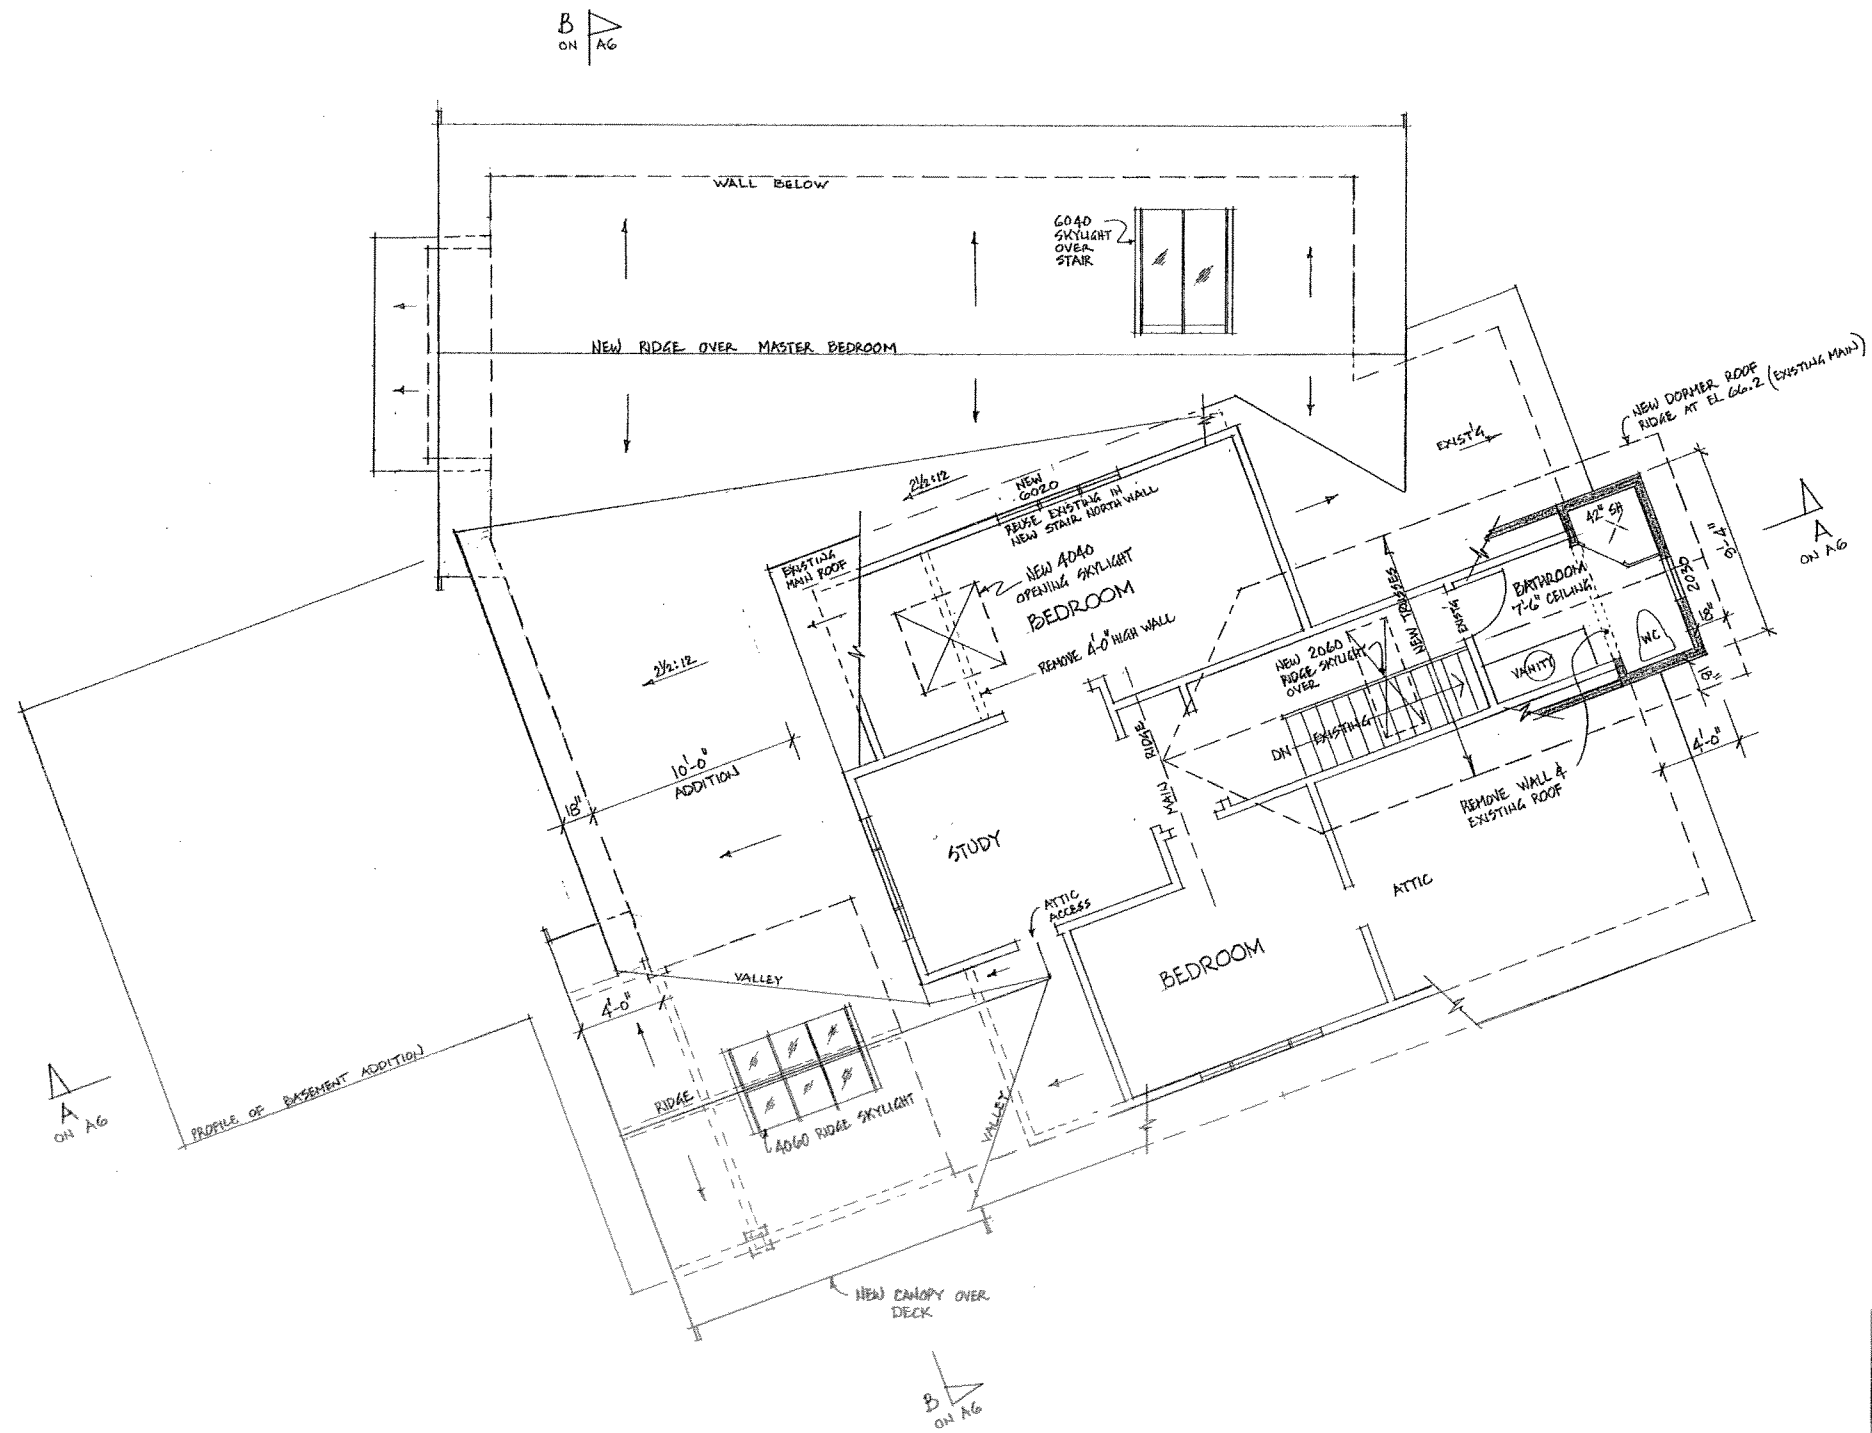 B
ON A6
WALL BELOW
6040
SKYLIGHT
OVER
STAIR
NEW RIDGE OVER MASTER BEDROOM
NEW DORMER ROOF
RIDGE AT EL 66.2 (EXISTING MAIN)
EXIST'G
2½:12
NEW
6020
REUSE EXISTING IN
NEW STAIR NORTH WALL
42" SH
9'-4"
A
ON A6
EXISTING
MAIN ROOF
NEW 4040
OPENING SKYLIGHT
BEDROOM
REMOVE 4'-0" HIGH WALL
NEW TRUSSES
EXIST'G
BATHROOM
7'-6" CEILING
2030
18"
WC
VANITY
18"
2½:12
NEW 2060
RIDGE SKYLIGHT
OVER
DN
EXISTING
MAIN RIDGE
4'-0"
10'-0"
ADDITION
18"
REMOVE WALL &
EXISTING ROOF
STUDY
ATTIC
ATTIC
ACCESS
BEDROOM
VALLEY
4'-0"
RIDGE
4060 RIDGE SKYLIGHT
VALLEY
A
ON A6
PROFILE OF BASEMENT ADDITION
NEW CANOPY OVER
DECK
B
ON A6